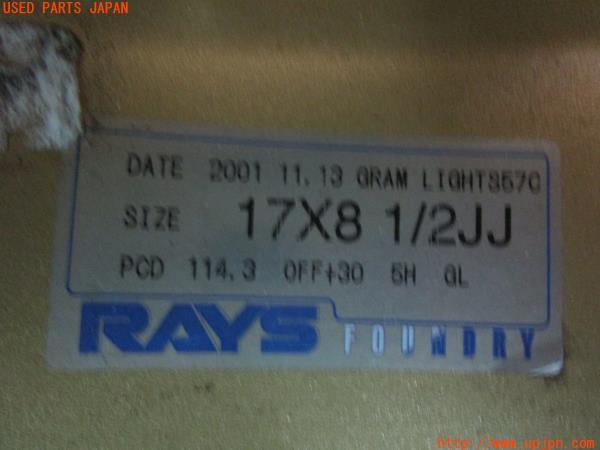 USED PARTS JAPAN
DATE 2001 11.13 GRAM LIGHTS57C
SIZE 17X8 1/2JJ
PCD 114.3 OFF+30 5H GL
RAYS FOUNDRY
http://www.upjpn.com